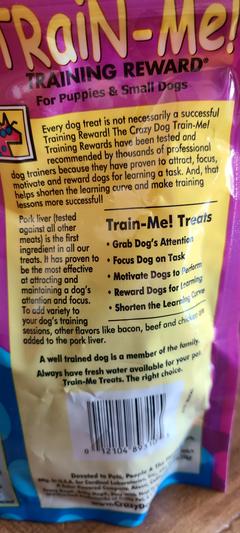 TRaiN-Me!
TRAINING REWARD®
For Puppies & Small Dogs
Every dog treat is not necessarily a successful
Training Reward! The Crazy Dog Train-Me!
Training Rewards have been tested and
recommended by thousands of professional
dog trainers because they have proven to attract, focus,
motivate and reward dogs for learning a task. And, that
helps shorten the learning curve and make training
lessons more successful!
Pork liver (tested
against all other
meats) is the first
ingredient in all our
treats. It has proven to
be the most effective
at attracting and
maintaining a dog's
attention and focus.
To add variety to
your dog's training
sessions, other flavors like bacon, beef and chicken are
added to the pork liver.
Train-Me! Treats
• Grab Dog's Attention
• Focus Dog on Task
• Motivate Dogs to Perform
• Reward Dogs for Learning
• Shorten the Learning Curve
A well trained dog is a member of the family.
Always have fresh water available for your pet.
Train-Me Treats. The right choice.
Devoted to Pets, People & The
Mfg. in U.S.A. for Cardinal Laboratories,
www.CrazyD